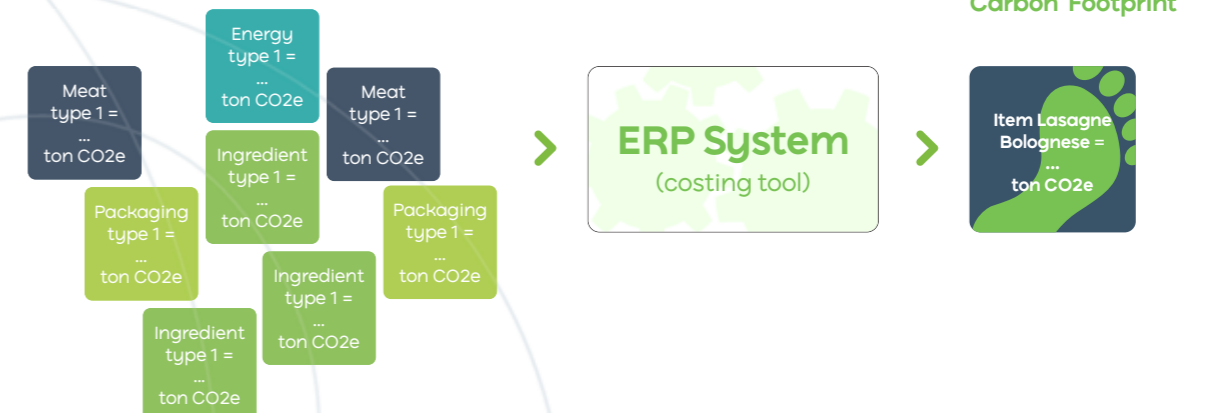 Carbon Footprint
Energy
type 1 =
...
ton CO2e
Meat
type 1 =
...
ton CO2e
Meat
type 1 =
...
ton CO2e
Ingredient
type 1 =
...
ton CO2e
Packaging
type 1 =
...
ton CO2e
Packaging
type 1 =
...
ton CO2e
Ingredient
type 1 =
...
ton CO2e
Ingredient
type 1 =
...
ton CO2e
ERP System
(costing tool)
Item Lasagne
Bolognese =
...
ton CO2e